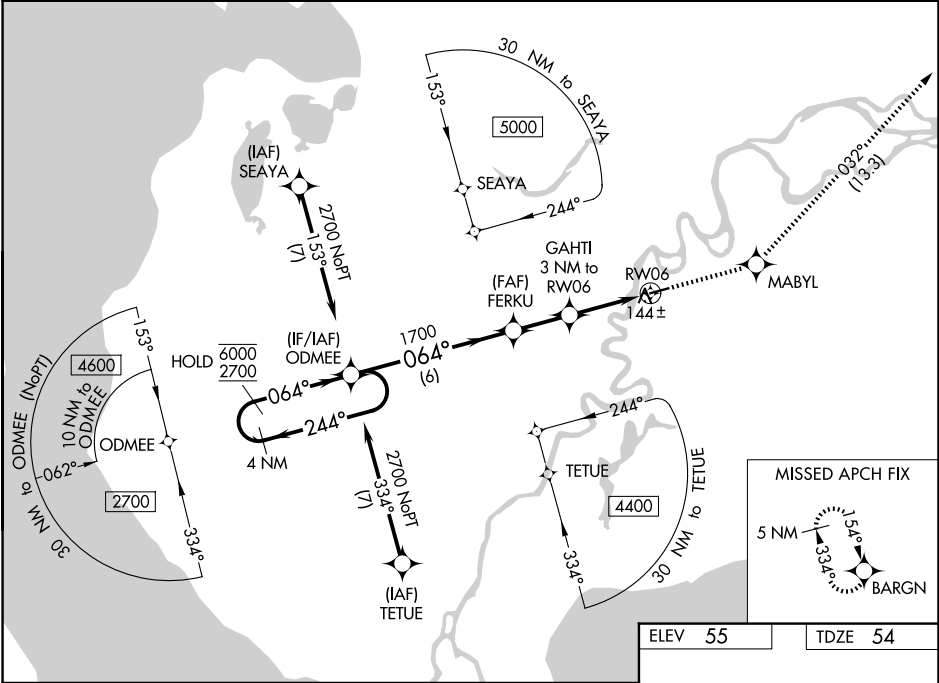 30 NM to SEAYA
153°
5000
SEAYA
244°
(IAF)
SEAYA
2700 NoPT
153°
(7)
032°
(13.3)
MABYL
GAHTI
3 NM to
RW06
RW06
144±
(FAF)
FERKU
(IF/IAF)
ODMEE
1700
064°
(6)
HOLD
6000
2700
064°
244°
4 NM
30 NM to ODMEE (NoPT)
153°
4600
10 NM to
ODMEE
ODMEE
062°
2700
334°
2700 NoPT
334°
(7)
(IAF)
TETUE
244°
TETUE
4400
334°
30 NM to TETUE
MISSED APCH FIX
5 NM
154°
334°
BARGN
ELEV 55
TDZE 54